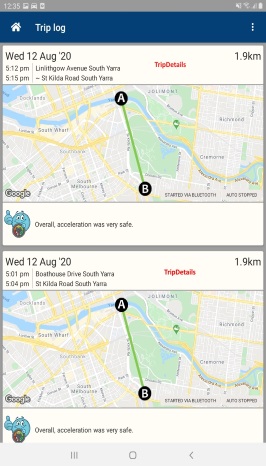 12:35
Trip log
Wed 12 Aug '20 1.9km
5:12 pm Linlithgow Avenue South Yarra TripDetails
5:15 pm ~ St Kilda Road South Yarra
Docklands
JOLIMONT
A
Richmond
South Wharf
Cremorne
South Melbourne
B
Google
STARTED VIA BLUETOOTH AUTO STOPPED
Overall, acceleration was very safe.
Wed 12 Aug '20 1.9km
5:01 pm Boathouse Drive South Yarra TripDetails
5:04 pm St Kilda Road South Yarra
Docklands
JOLIMONT
A
Richmond
South Wharf
Cremorne
South Melbourne
B
Google
STARTED VIA BLUETOOTH AUTO STOPPED
Overall, acceleration was very safe.